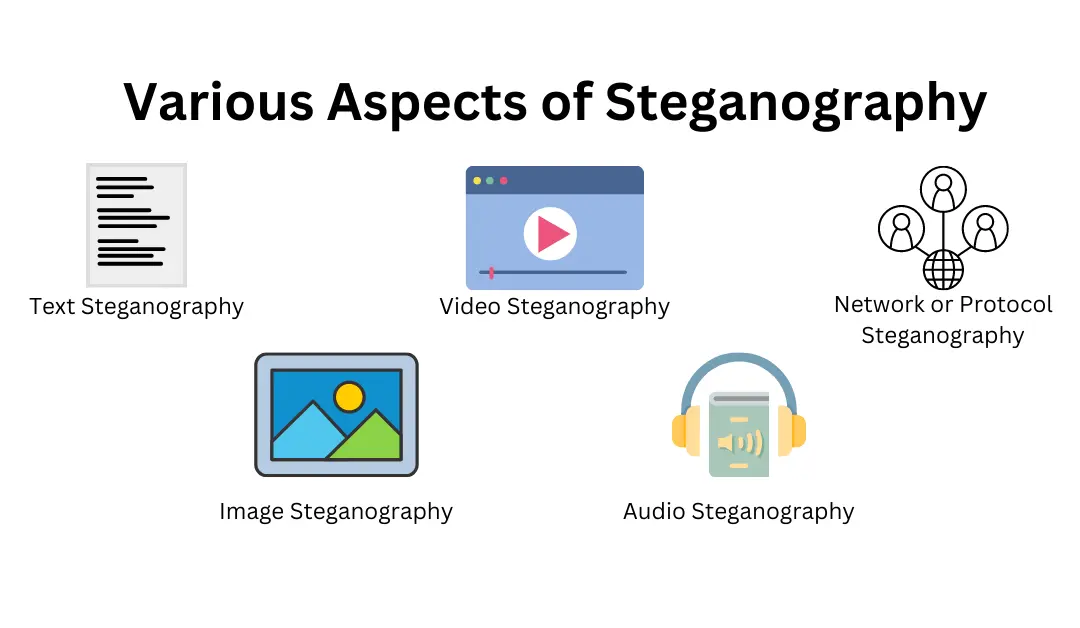 Various Aspects of Steganography
Text Steganography
Video Steganography
Network or Protocol
Steganography
Image Steganography
Audio Steganography